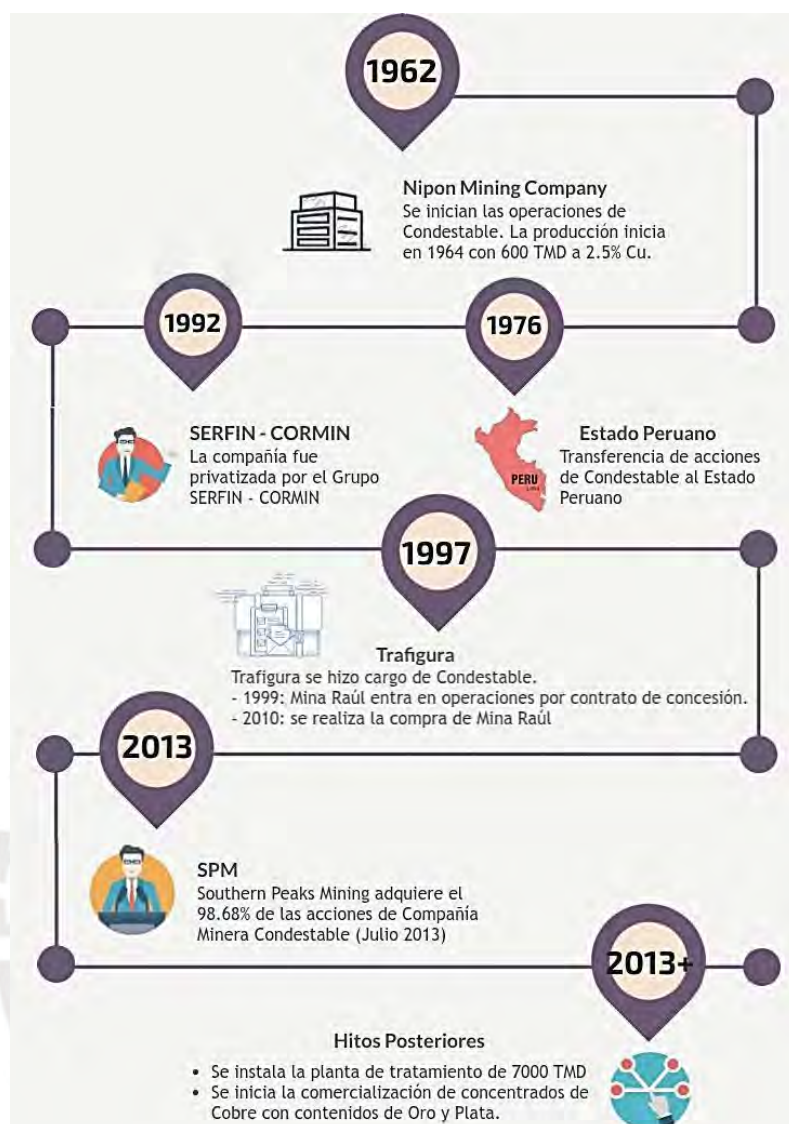 1962
Nipon Mining Company
Se inician las operaciones de
Condestable. La producción inicia
en 1964 con 600 TMD a 2.5% Cu.
1976
Estado Peruano
Transferencia de acciones
de Condestable al Estado
Peruano
PERU
1992
SERFIN - CORMIN
La compañía fue
privatizada por el Grupo
SERFIN - CORMIN
1997
Trafigura
Trafigura se hizo cargo de Condestable.
- 1999: Mina Raúl entra en operaciones por contrato de concesión.
- 2010: se realiza la compra de Mina Raúl
2013
SPM
Southern Peaks Mining adquiere el
98.68% de las acciones de Compañía
Minera Condestable (Julio 2013)
2013+
Hitos Posteriores
• Se instala la planta de tratamiento de 7000 TMD
• Se inicia la comercialización de concentrados de
Cobre con contenidos de Oro y Plata.